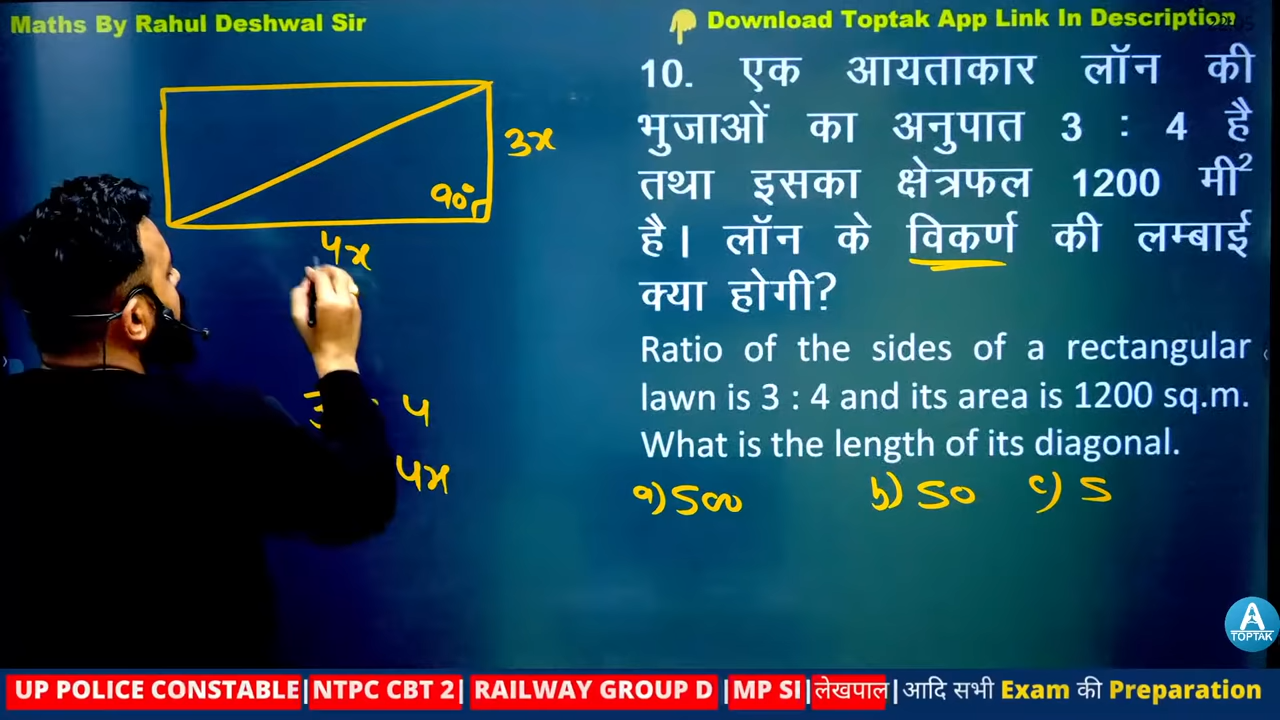 Maths By Rahul Deshwal Sir
Download Toptak App Link In Description
10. एक आयताकार लॉन की
भुजाओं का अनुपात 3 : 4 है
तथा इसका क्षेत्रफल 1200 मी²
है। लॉन के विकर्ण की लम्बाई
क्या होगी?
Ratio of the sides of a rectangular
lawn is 3 : 4 and its area is 1200 sq.m.
What is the length of its diagonal.
a) 500 b) 50 c) 5
3x
90°
4x
4
4x
A
TOPTAK
UP POLICE CONSTABLE|NTPC CBT 2| RAILWAY GROUP D |MP SI|लेखपाल|आदि सभी Exam की Preparation